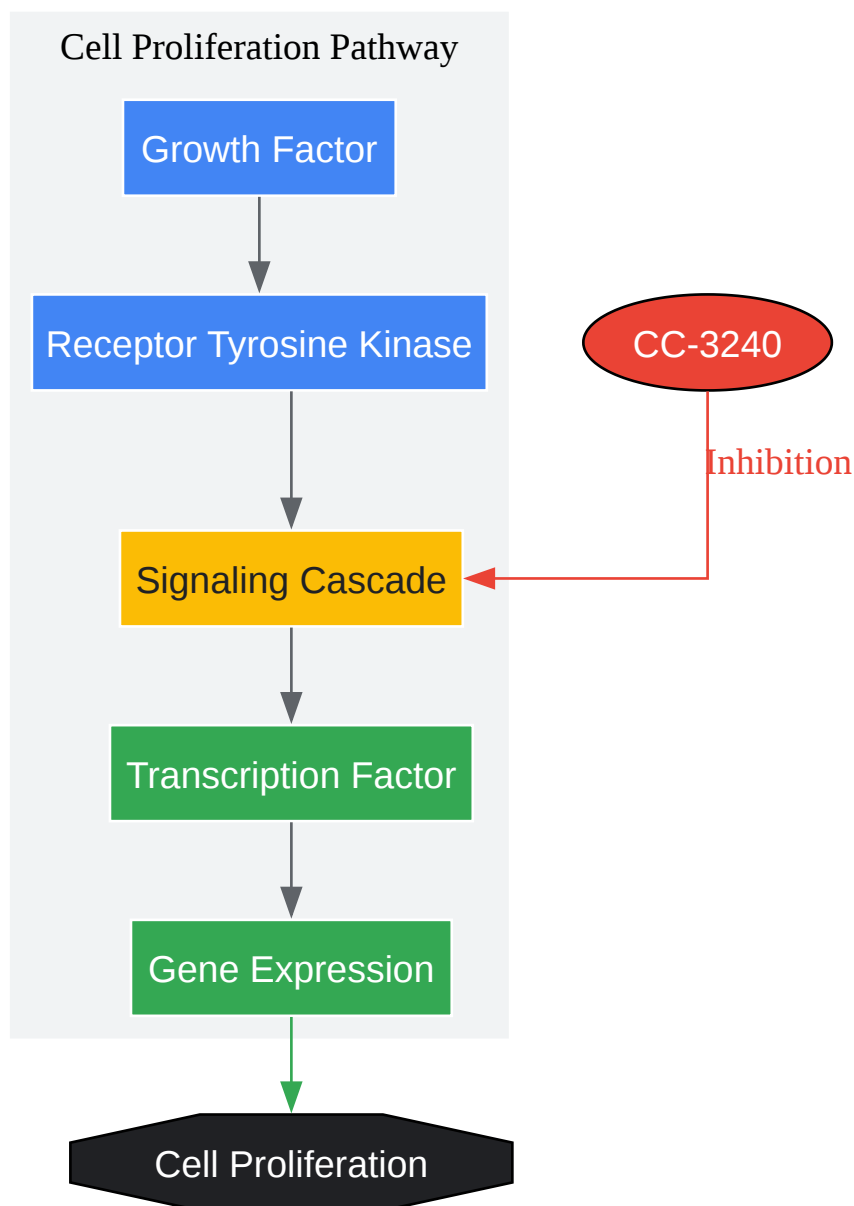 Cell Proliferation Pathway
Growth Factor
Receptor Tyrosine Kinase
CC-3240
Inhibition
Signaling Cascade
Transcription Factor
Gene Expression
Cell Proliferation